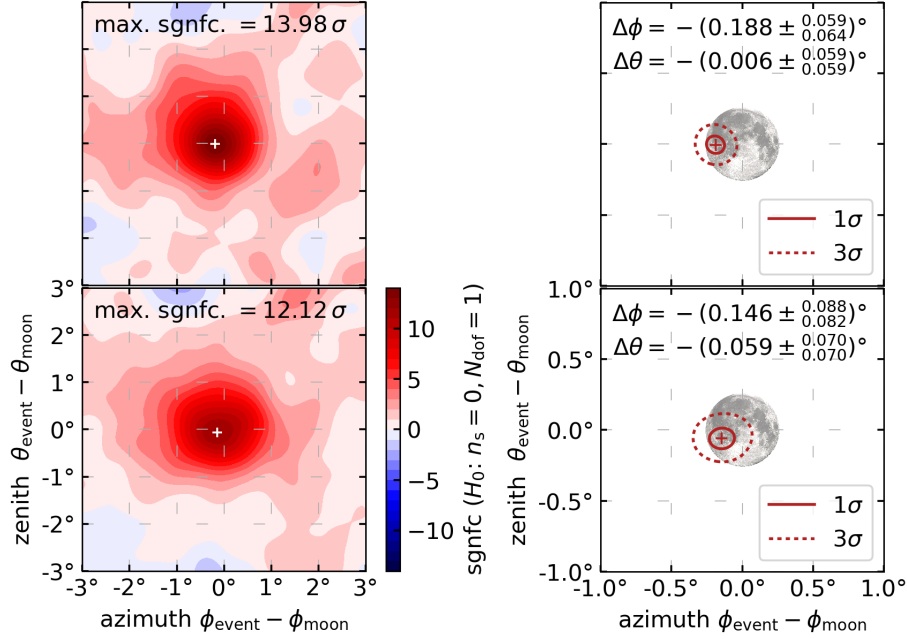 max. sgnfc. = 13.98 σ
Δϕ = −(0.188 ± 0.059 0.064)°
Δθ = −(0.006 ± 0.059 0.059)°
1σ
3σ
max. sgnfc. = 12.12 σ
3°
2°
1°
0°
-1°
-2°
-3°
zenith θevent − θmoon
-3°
-2°
-1°
0°
1°
2°
3°
azimuth ϕevent − ϕmoon
10
5
0
−5
−10
sgnfc (H0: ns = 0, Ndof = 1)
Δϕ = −(0.146 ± 0.088 0.082)°
Δθ = −(0.059 ± 0.070 0.070)°
1σ
3σ
1.0°
0.5°
0.0°
-0.5°
-1.0°
zenith θevent − θmoon
-1.0°
-0.5°
0.0°
0.5°
1.0°
azimuth ϕevent − ϕmoon